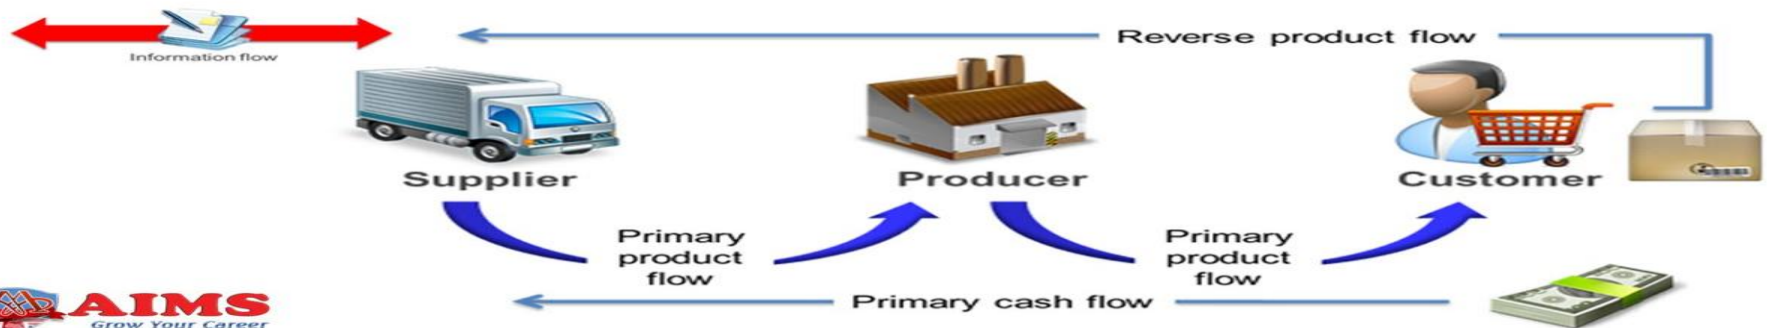 Information flow
Reverse product flow
Supplier
Producer
Customer
Primary
product
flow
Primary
product
flow
Primary cash flow
AIMS
Grow Your Career